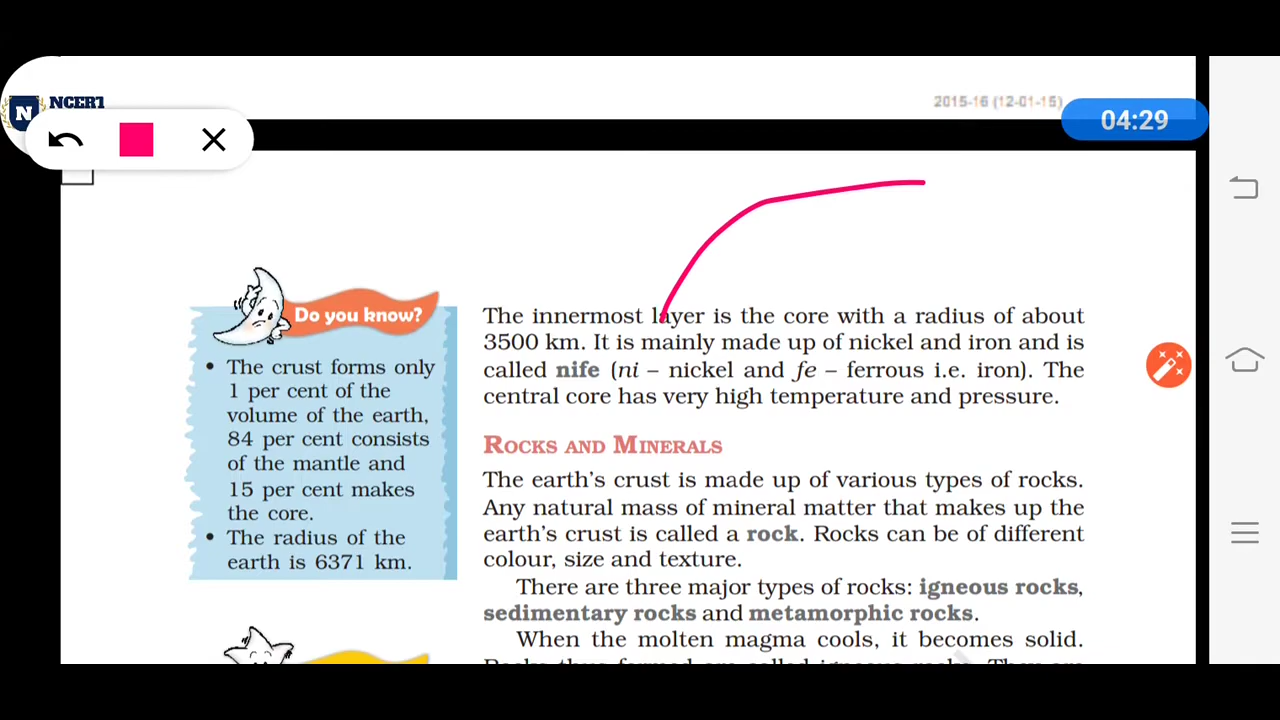 N NCERT
2015-16 (12-01-15)
04:29
Do you know?
• The crust forms only
1 per cent of the
volume of the earth,
84 per cent consists
of the mantle and
15 per cent makes
the core.
• The radius of the
earth is 6371 km.
The innermost layer is the core with a radius of about
3500 km. It is mainly made up of nickel and iron and is
called nife (ni – nickel and fe – ferrous i.e. iron). The
central core has very high temperature and pressure.
ROCKS AND MINERALS
The earth's crust is made up of various types of rocks.
Any natural mass of mineral matter that makes up the
earth's crust is called a rock. Rocks can be of different
colour, size and texture.
There are three major types of rocks: igneous rocks,
sedimentary rocks and metamorphic rocks.
When the molten magma cools, it becomes solid.